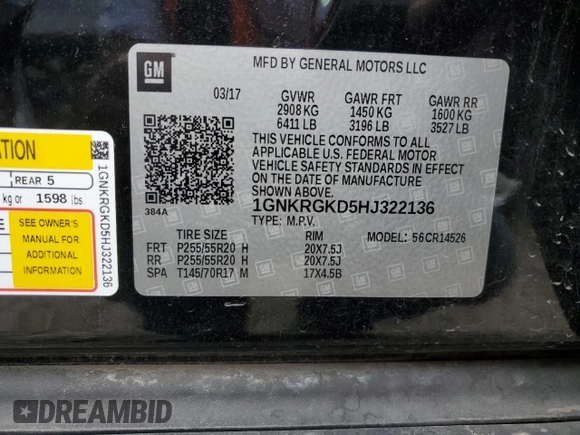 GM
MFD BY GENERAL MOTORS LLC
03/17
GVWR GAWR FRT GAWR RR
2908 KG 1450 KG 1600 KG
6411 LB 3196 LB 3527 LB
THIS VEHICLE CONFORMS TO ALL
APPLICABLE U.S. FEDERAL MOTOR
VEHICLE SAFETY STANDARDS IN EFFECT
ON THE DATE OF MANUFACTURE
SHOWN ABOVE.
384A
1GNKRGKD5HJ322136
TYPE: M.P.V.
TIRE SIZE RIM MODEL: 56CR14526
FRT P255/55R20 H 20X7.5J
RR P255/55R20 H 20X7.5J
SPA T145/70R17 M 17X4.5B
ATION
REAR 5
kg or 1598 lbs
SEE OWNER'S
MANUAL FOR
ADDITIONAL
INFORMATION
1GNKRGKD5HJ322136
DREAMBID